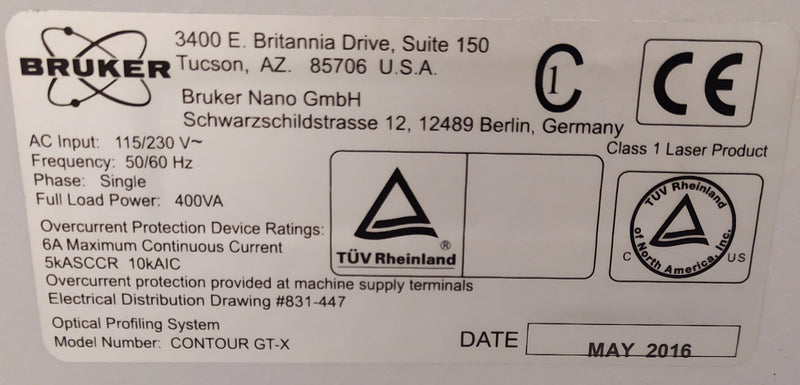 BRUKER
3400 E. Britannia Drive, Suite 150
Tucson, AZ. 85706 U.S.A.
Bruker Nano GmbH
Schwarzschildstrasse 12, 12489 Berlin, Germany
C 1
CE
Class 1 Laser Product
AC Input: 115/230 V~
Frequency: 50/60 Hz
Phase: Single
Full Load Power: 400VA
Overcurrent Protection Device Ratings:
6A Maximum Continuous Current
5kASCCR 10kAIC
Overcurrent protection provided at machine supply terminals
Electrical Distribution Drawing #831-447
®
TÜV Rheinland
TÜV Rheinland
of North America, Inc.
C US
Optical Profiling System
Model Number: CONTOUR GT-X
DATE MAY 2016